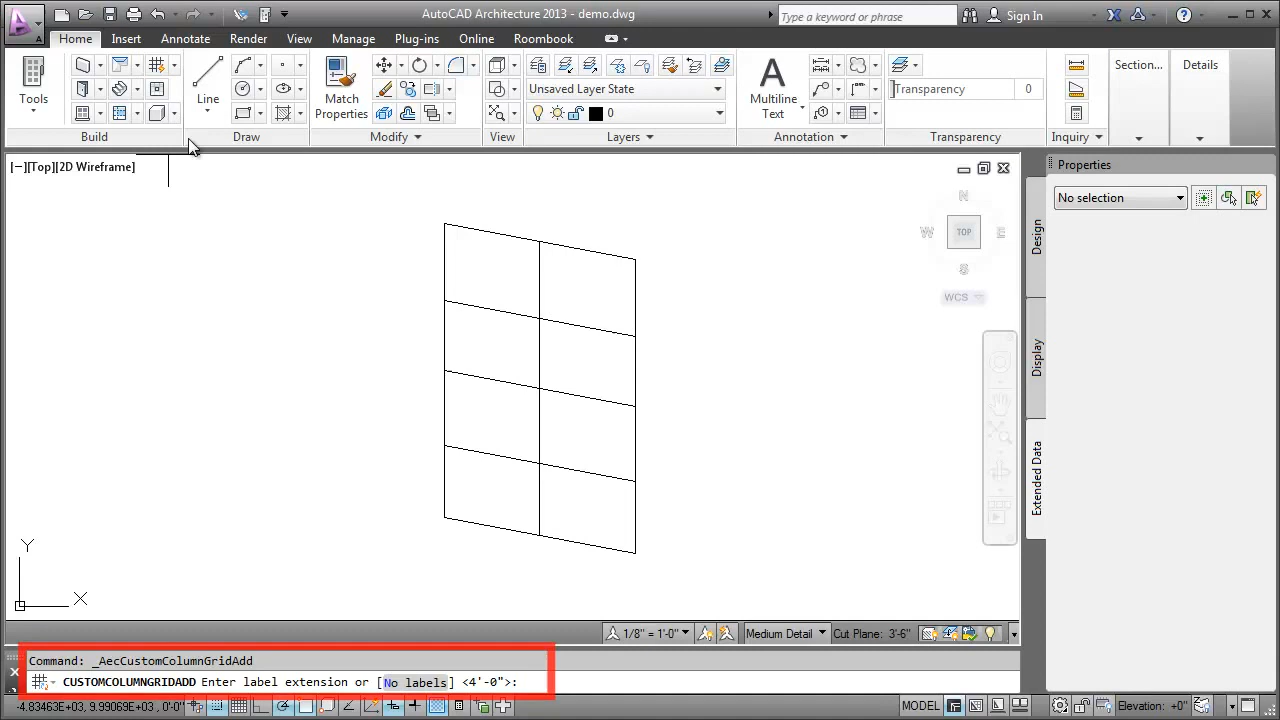 AutoCAD Architecture 2013 - demo.dwg
Type a keyword or phrase
Sign In
Home
Insert
Annotate
Render
View
Manage
Plug-ins
Online
Roombook
Tools
Build
Line
Draw
Match
Properties
Modify
View
Unsaved Layer State
0
Layers
Multiline
Text
Annotation
Transparency
0
Transparency
Inquiry
Section...
Details
[−][Top][2D Wireframe]
N
W
TOP
E
S
WCS
Y
X
Properties
No selection
Design
Display
Extended Data
1/8" = 1'-0"
Medium Detail
Cut Plane: 3'-6"
Command: _AecCustomColumnGridAdd
CUSTOMCOLUMNGRIDADD Enter label extension or [No labels] <4'-0">:
-4.83463E+03, 9.99069E+03, 0'-0"
MODEL
Elevation: +0"